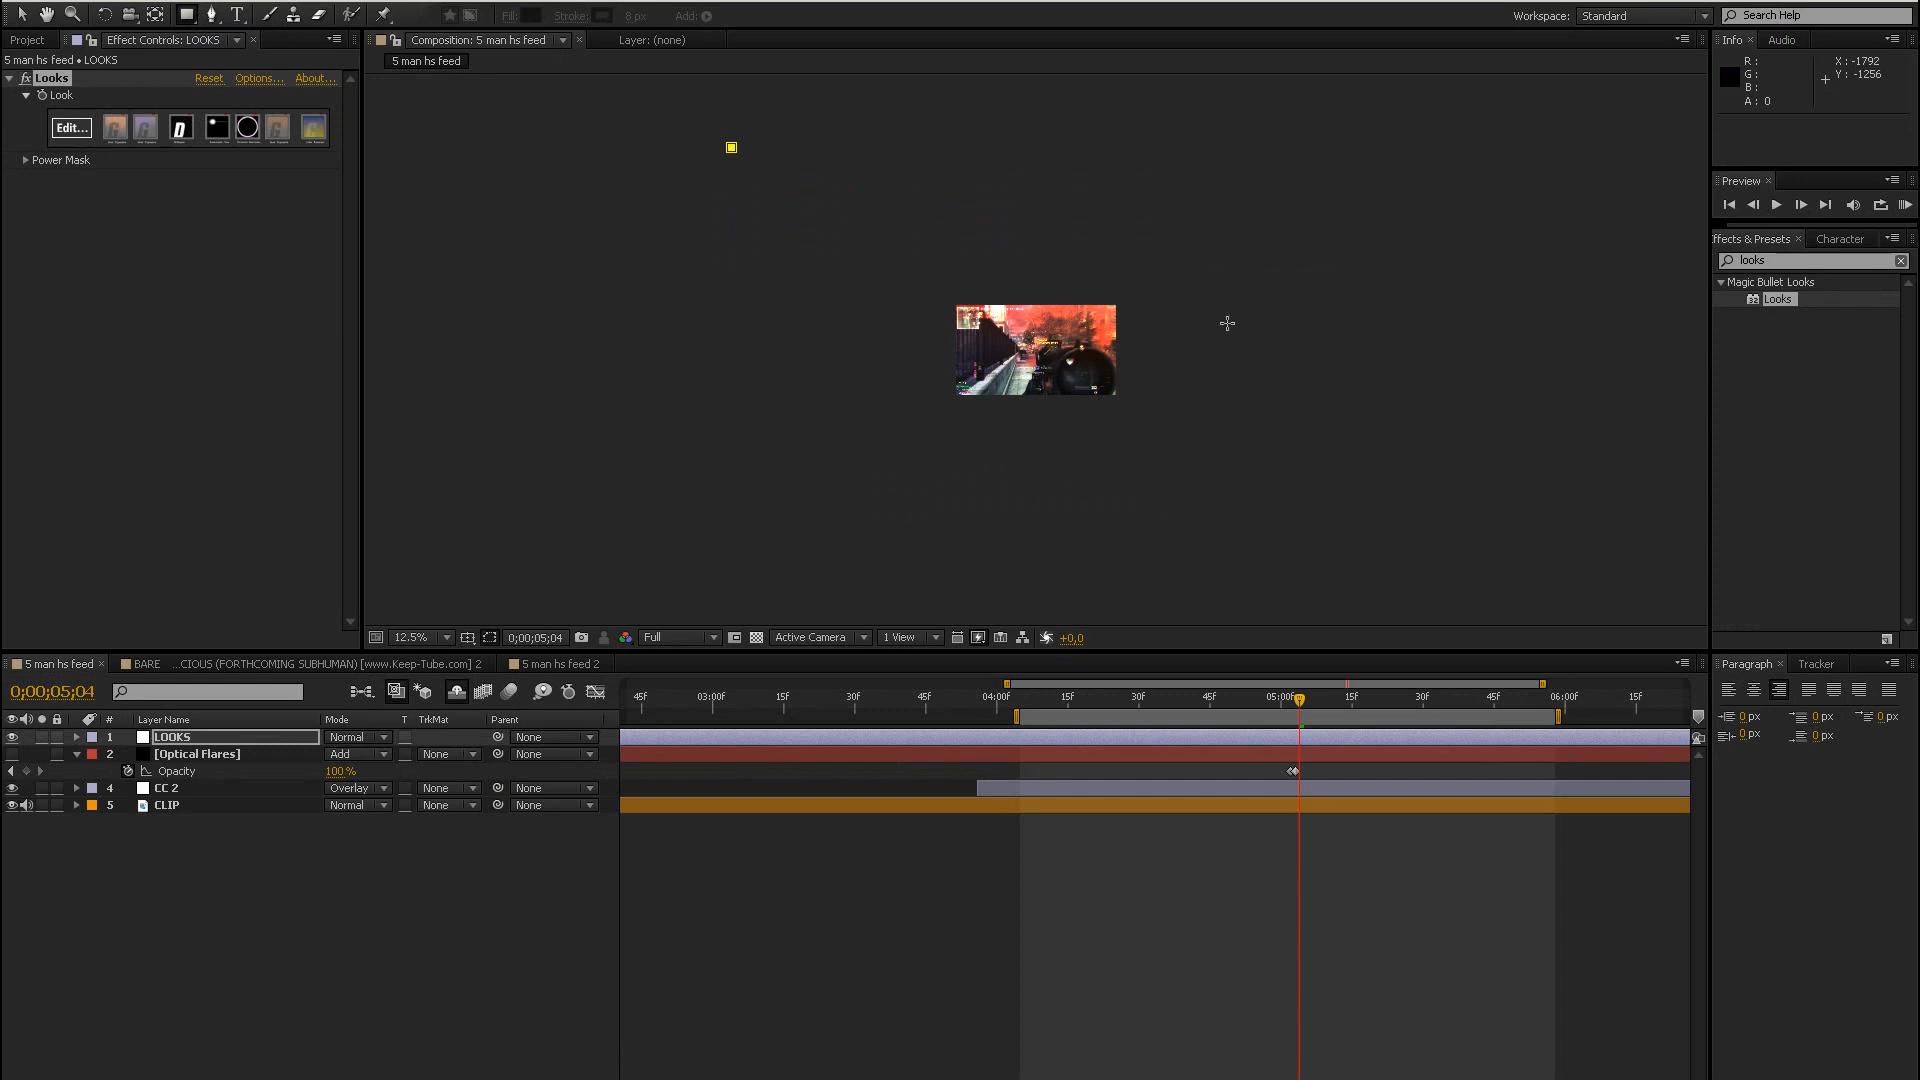 Fill: Stroke: 8 px Add:
Workspace: Standard Search Help
Project Effect Controls: LOOKS
5 man hs feed • LOOKS
fx Looks Reset Options... About...
Look
Edit...
Power Mask
Composition: 5 man hs feed Layer: (none)
5 man hs feed
12.5% 0;00;05;04 Full Active Camera 1 View +0,0
Info Audio
R: X: -1792
G: Y: -1256
B:
A: 0
Preview
Effects & Presets Character
looks
Magic Bullet Looks
Looks
5 man hs feed BARE ...CIOUS (FORTHCOMING SUBHUMAN) [www.Keep-Tube.com] 2 5 man hs feed 2
0;00;05;04
45f 03:00f 15f 30f 45f 04:00f 15f 30f 45f 05:00f 15f 30f 45f 06:00f 15f
# Layer Name Mode T TrkMat Parent
1 LOOKS Normal None
2 [Optical Flares] Add None None
Opacity 100 %
4 CC 2 Overlay None None
5 CLIP Normal None None
Paragraph Tracker
0 px 0 px 0 px
0 px 0 px